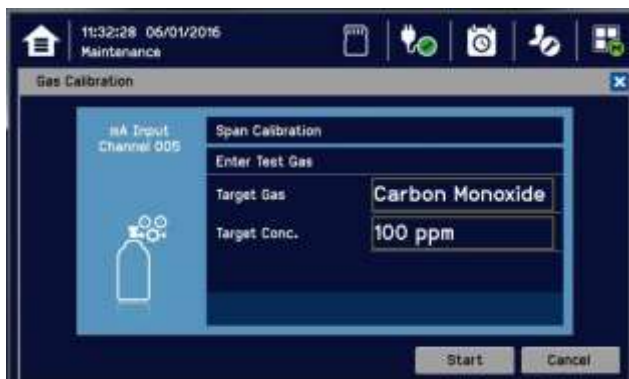 11:32:28 06/01/2016
Maintenance
Gas Calibration
mA Input
Channel 005
Span Calibration
Enter Test Gas
Target Gas
Carbon Monoxide
Target Conc.
100 ppm
Start
Cancel